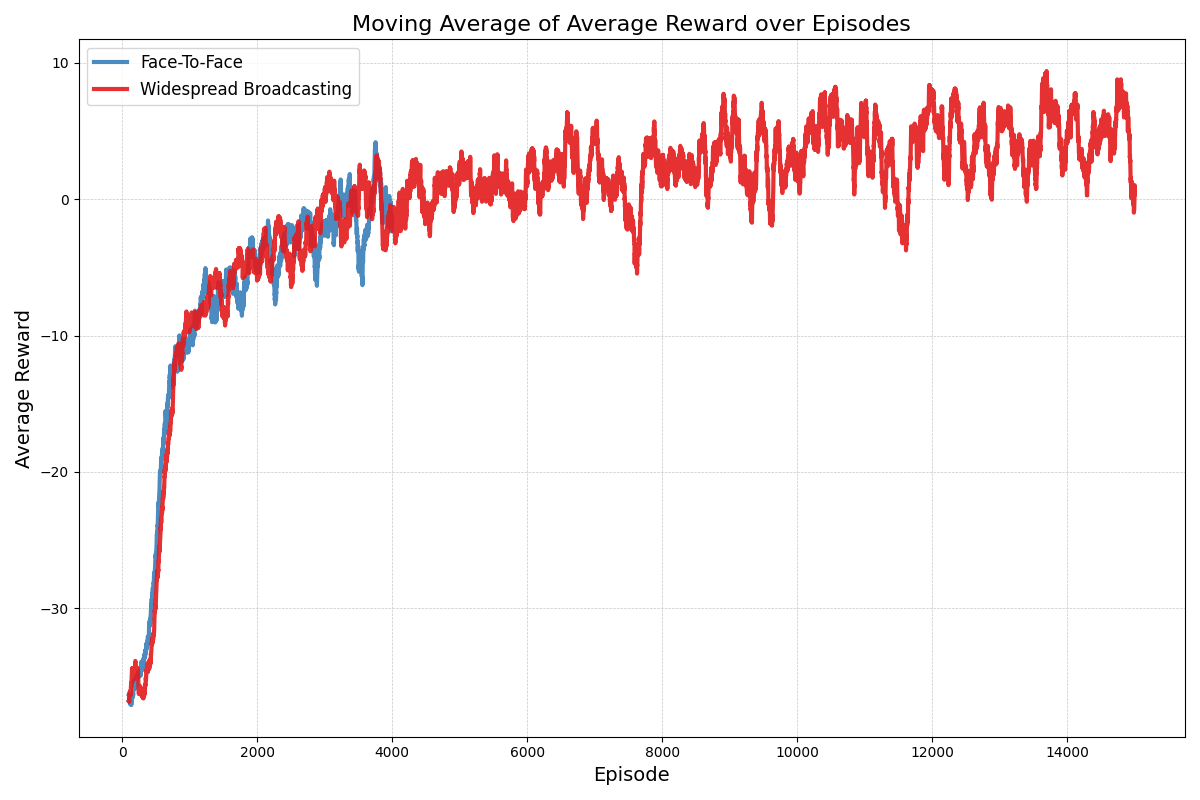 Moving Average of Average Reward over Episodes
Face-To-Face
Widespread Broadcasting
10
0
−10
−20
−30
Average Reward
0 2000 4000 6000 8000 10000 12000 14000
Episode